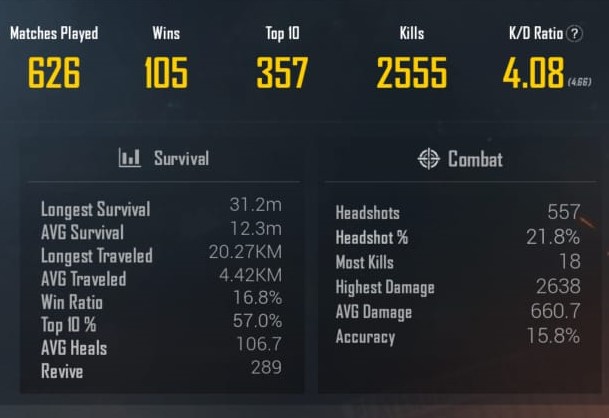 Matches Played Wins Top 10 Kills K/D Ratio ?
626 105 357 2555 4.08 (4.66)
Survival
Longest Survival 31.2m
AVG Survival 12.3m
Longest Traveled 20.27KM
AVG Traveled 4.42KM
Win Ratio 16.8%
Top 10 % 57.0%
AVG Heals 106.7
Revive 289
Combat
Headshots 557
Headshot % 21.8%
Most Kills 18
Highest Damage 2638
AVG Damage 660.7
Accuracy 15.8%